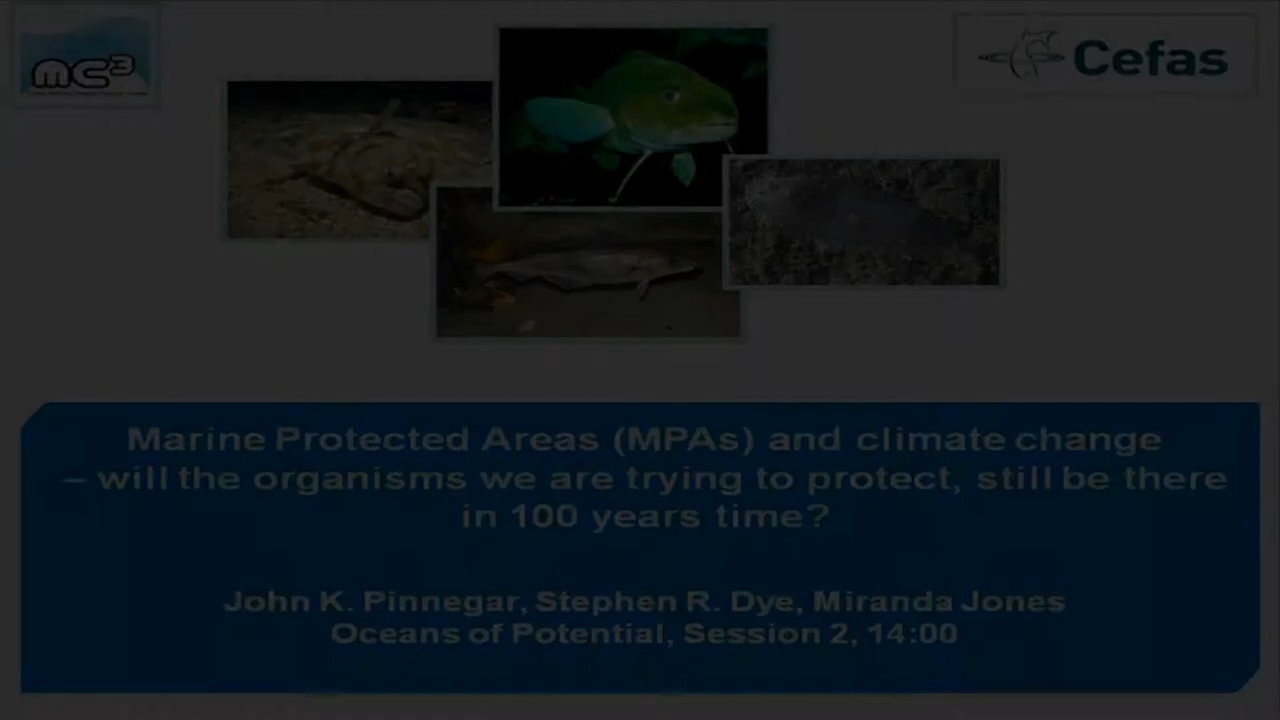 mc3
Cefas
Marine Protected Areas (MPAs) and climate change
– will the organisms we are trying to protect, still be there
in 100 years time?
John K. Pinnegar, Stephen R. Dye, Miranda Jones
Oceans of Potential, Session 2, 14:00